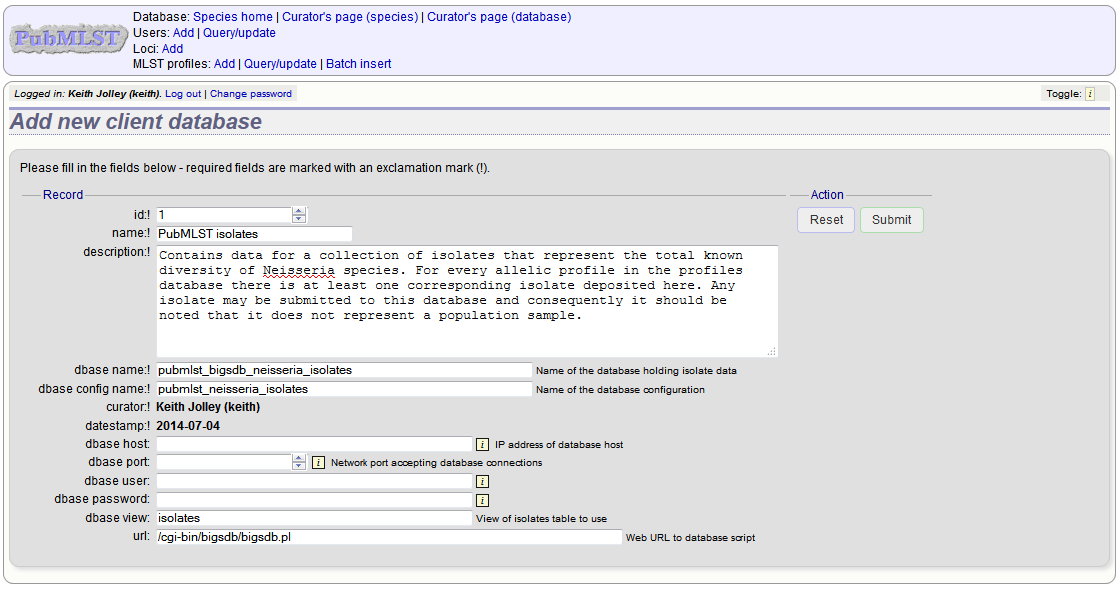 PubMLST
Database: Species home | Curator's page (species) | Curator's page (database)
Users: Add | Query/update
Loci: Add
MLST profiles: Add | Query/update | Batch insert
Logged in: Keith Jolley (keith). Log out | Change password
Toggle: i
Add new client database
Please fill in the fields below - required fields are marked with an exclamation mark (!).
Record
id:! 1
name:! PubMLST isolates
description:! Contains data for a collection of isolates that represent the total known
diversity of Neisseria species. For every allelic profile in the profiles
database there is at least one corresponding isolate deposited here. Any
isolate may be submitted to this database and consequently it should be
noted that it does not represent a population sample.
dbase name:! pubmlst_bigsdb_neisseria_isolates Name of the database holding isolate data
dbase config name:! pubmlst_neisseria_isolates Name of the database configuration
curator:! Keith Jolley (keith)
datestamp:! 2014-07-04
dbase host: i IP address of database host
dbase port: i Network port accepting database connections
dbase user: i
dbase password: i
dbase view: isolates View of isolates table to use
url: /cgi-bin/bigsdb/bigsdb.pl Web URL to database script
Action
Reset Submit